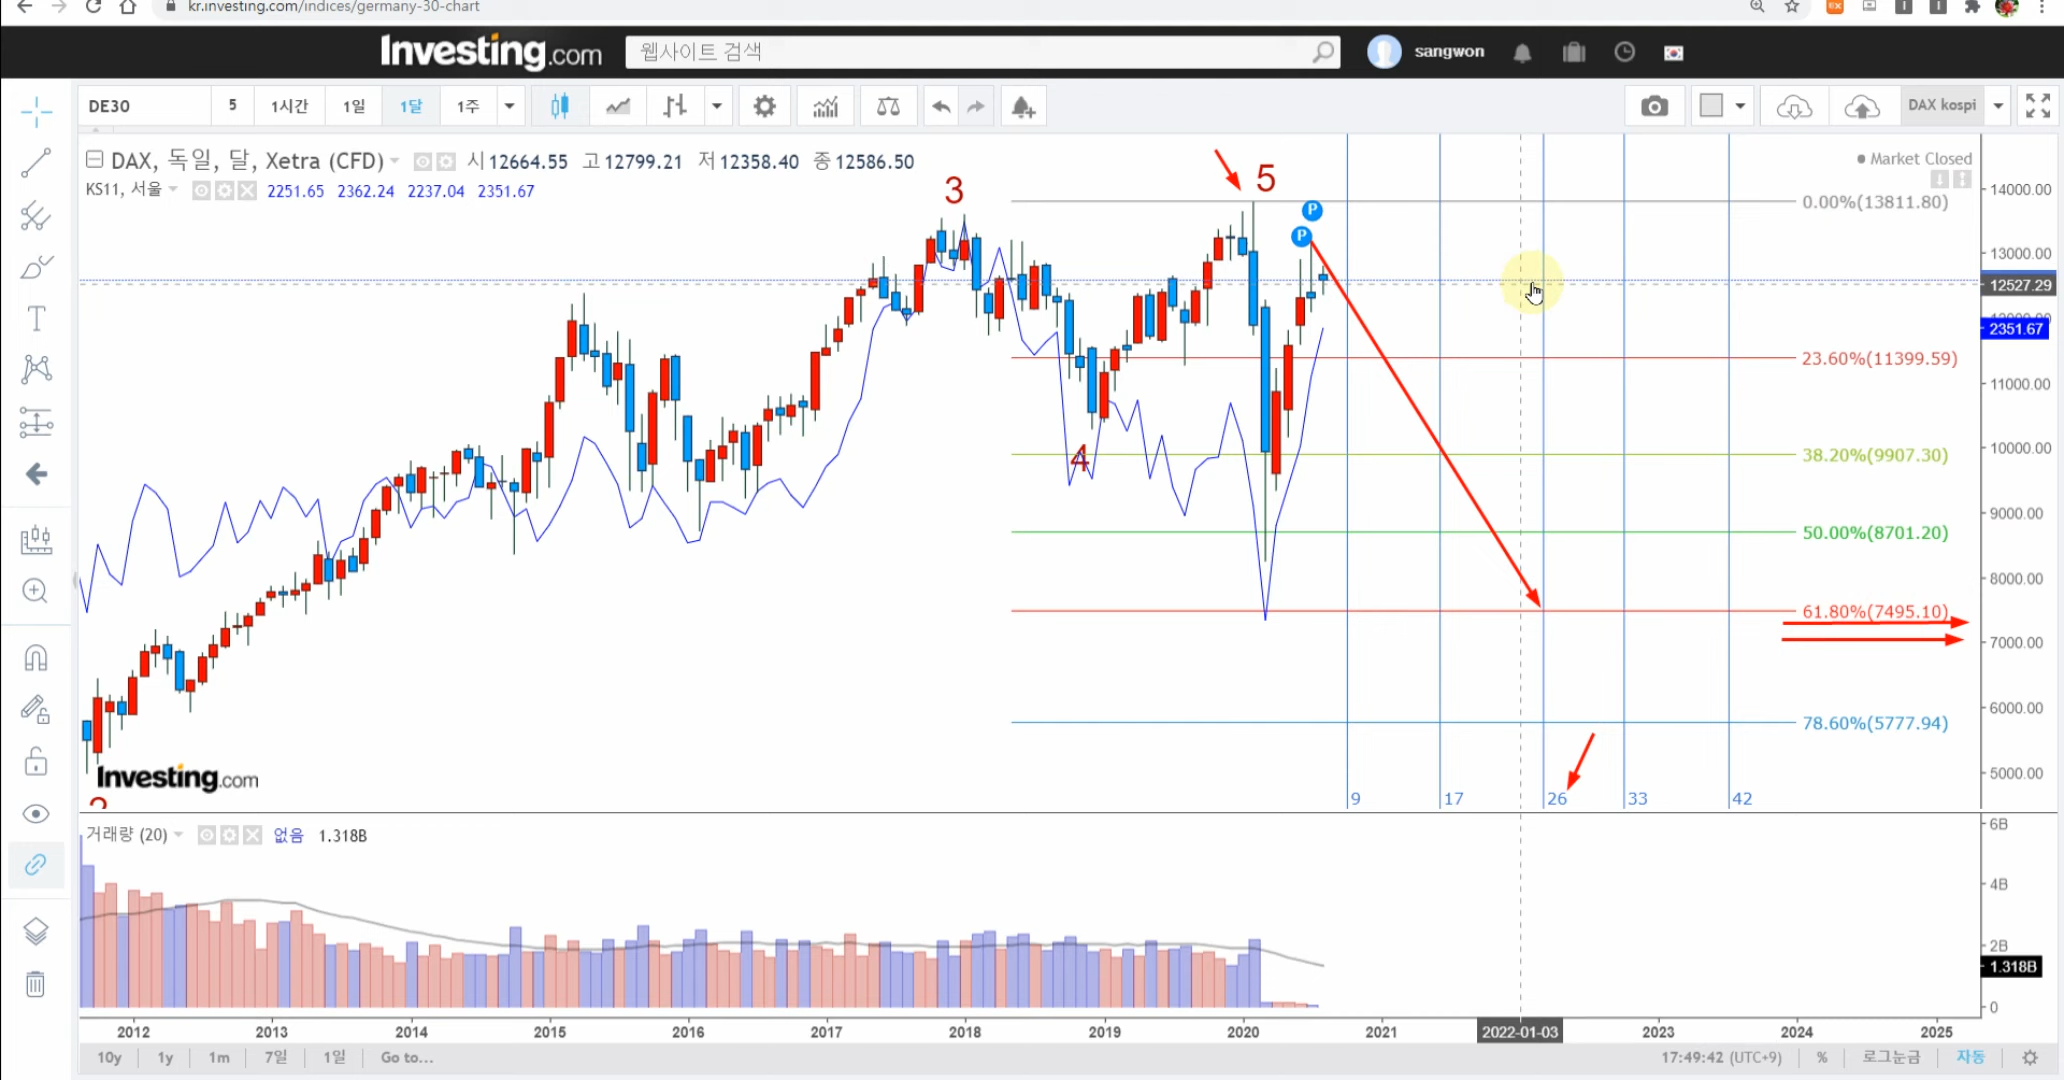 kr.investing.com/indices/germany-30-chart
Investing.com 웹사이트 검색 sangwon
DE30 5 1시간 1일 1달 1주 DAX kospi
DAX, 독일, 달, Xetra (CFD) 시 12664.55 고 12799.21 저 12358.40 종 12586.50
Market Closed
KS11, 서울 2251.65 2362.24 2237.04 2351.67
3
5
P
P
4
0.00%(13811.80)
23.60%(11399.59)
38.20%(9907.30)
50.00%(8701.20)
61.80%(7495.10)
78.60%(5777.94)
14000.00
13000.00
12527.29
2351.67
11000.00
10000.00
9000.00
8000.00
7000.00
6000.00
5000.00
Investing.com
9 17 26 33 42
거래량 (20) 없음 1.318B
6B
4B
2B
1.318B
0
2012 2013 2014 2015 2016 2017 2018 2019 2020 2021 2022-01-03 2023 2024 2025
10y 1y 1m 7일 1일 Go to... 17:49:42 (UTC+9) % 로그눈금 자동